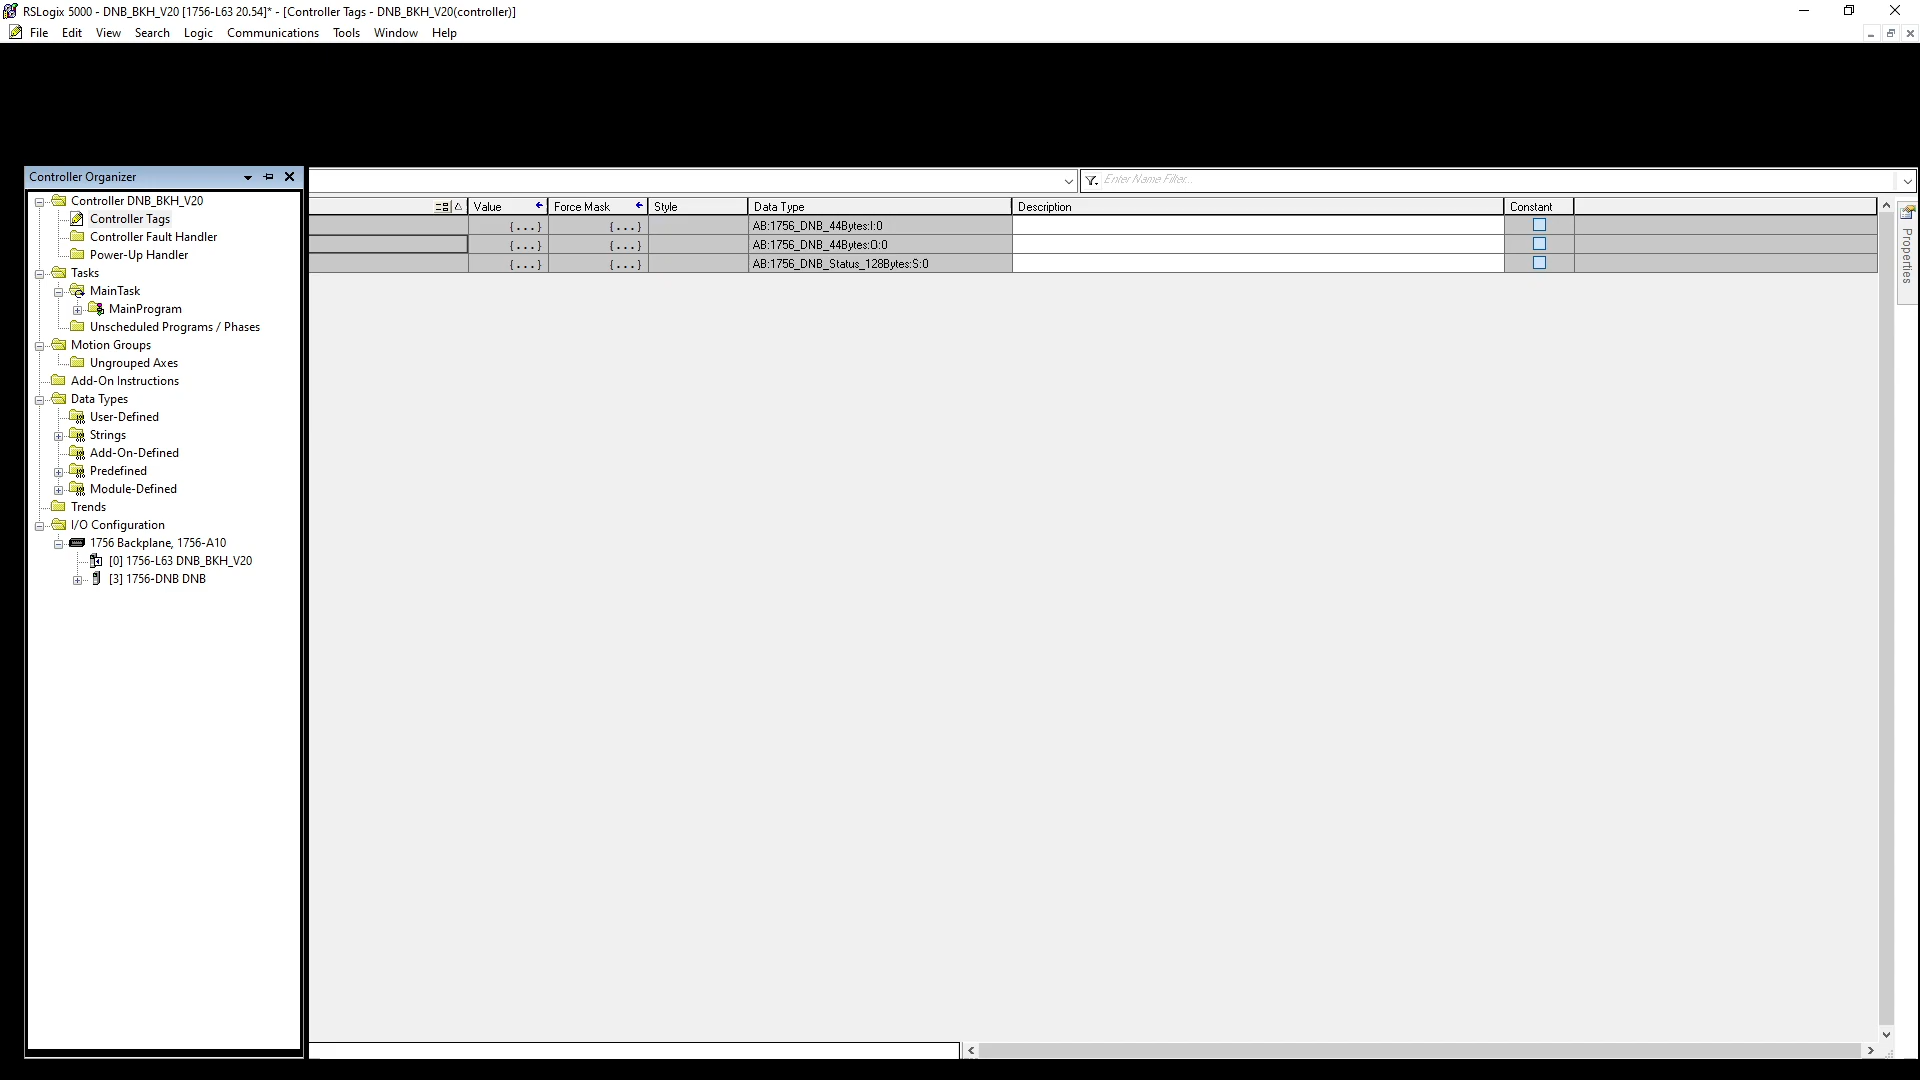 RSLogix 5000 - DNB_BKH_V20 [1756-L63 20.54]* - [Controller Tags - DNB_BKH_V20(controller)]
File Edit View Search Logic Communications Tools Window Help
Controller Organizer
Controller DNB_BKH_V20
Controller Tags
Controller Fault Handler
Power-Up Handler
Tasks
MainTask
MainProgram
Unscheduled Programs / Phases
Motion Groups
Ungrouped Axes
Add-On Instructions
Data Types
User-Defined
Strings
Add-On-Defined
Predefined
Module-Defined
Trends
I/O Configuration
1756 Backplane, 1756-A10
[0] 1756-L63 DNB_BKH_V20
[3] 1756-DNB DNB
Enter Name Filter...
Value Force Mask Style Data Type Description Constant
{...} {...} AB:1756_DNB_44Bytes:I:0
{...} {...} AB:1756_DNB_44Bytes:O:0
{...} {...} AB:1756_DNB_Status_128Bytes:S:0
Properties